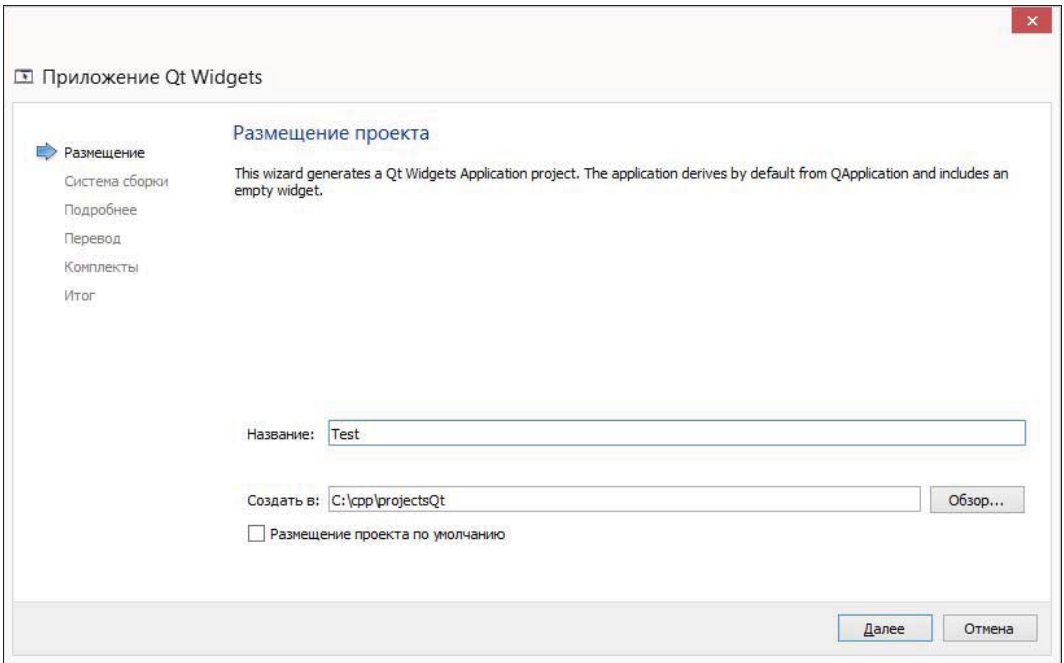 Приложение Qt Widgets
Размещение
Система сборки
Подробнее
Перевод
Комплекты
Итог
Размещение проекта
This wizard generates a Qt Widgets Application project. The application derives by default from QApplication and includes an
empty widget.
Название: Test
Создать в: C:\cpp\projectsQt Обзор...
Размещение проекта по умолчанию
Далее Отмена